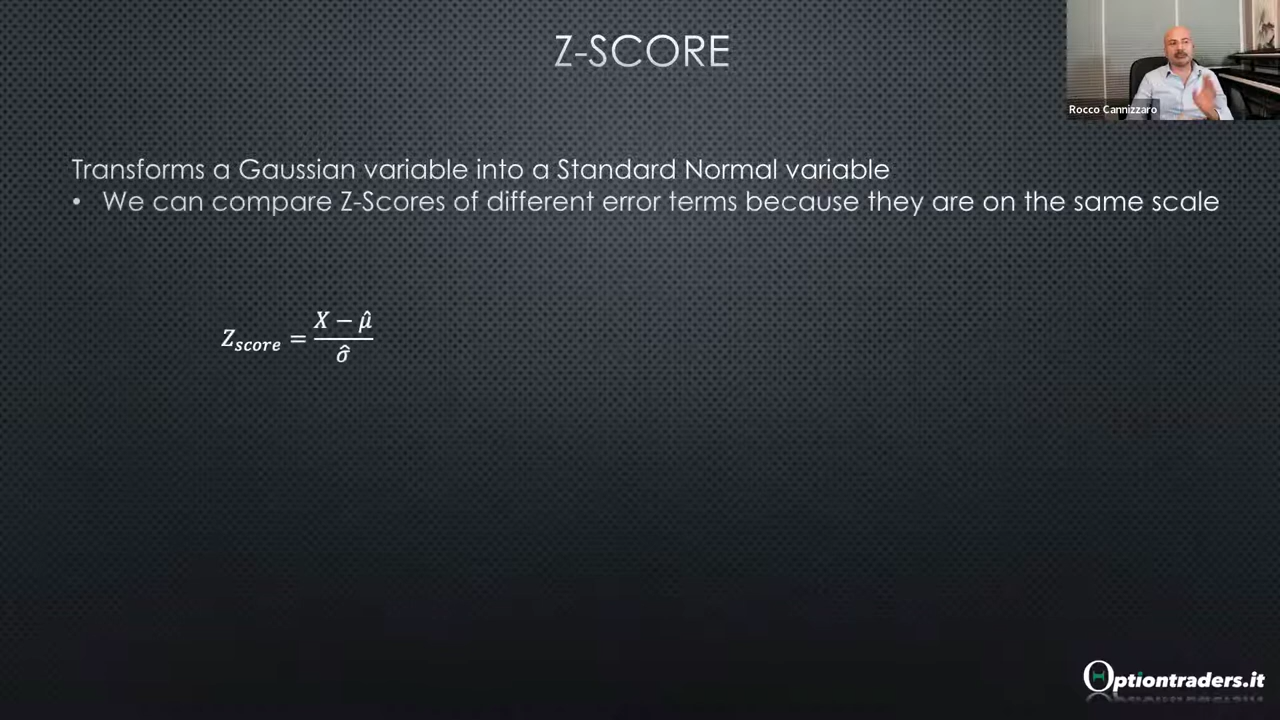 Z-SCORE
Rocco Cannizzaro
Transforms a Gaussian variable into a Standard Normal variable
• We can compare Z-Scores of different error terms because they are on the same scale
Z_score = (X − μ̂) / σ̂
Optiontraders.it